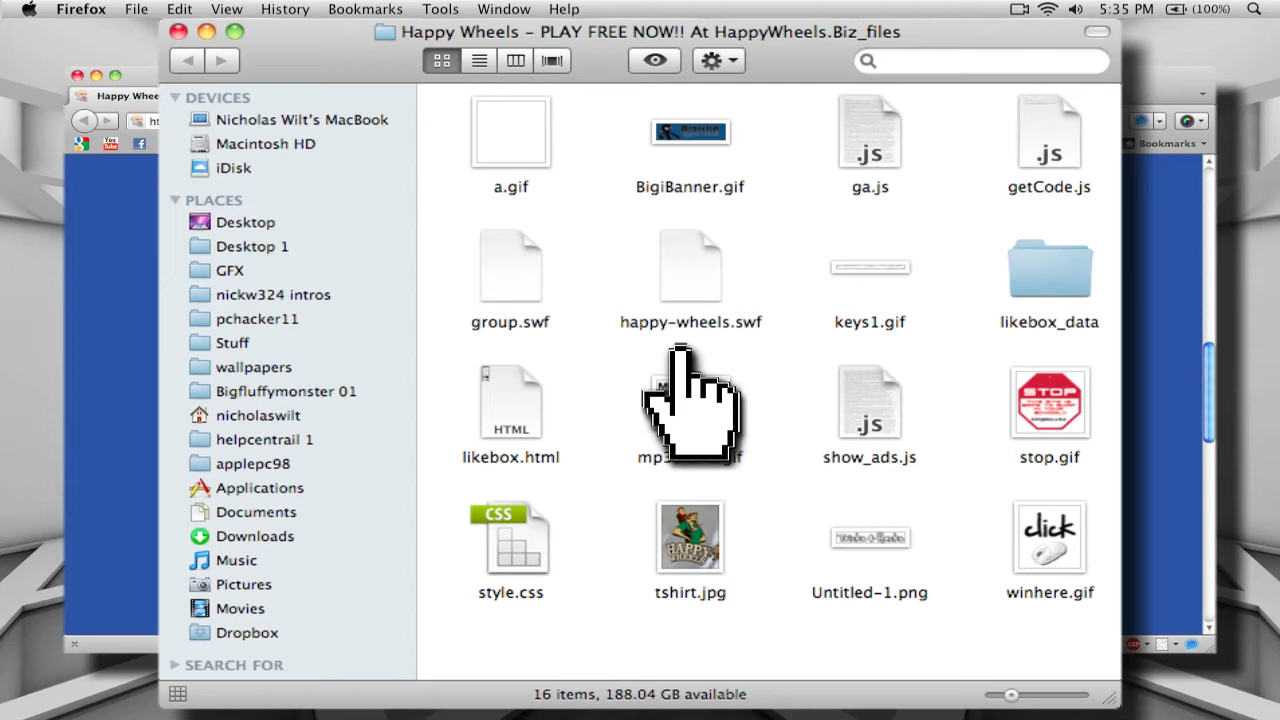 Firefox File Edit View History Bookmarks Tools Window Help 5:35 PM (100%)
Happy Wheels – PLAY FREE NOW!! At HappyWheels.Biz_files
Happy Whee
Bookmarks
DEVICES
Nicholas Wilt's MacBook
Macintosh HD
iDisk
PLACES
Desktop
Desktop 1
GFX
nickw324 intros
pchacker11
Stuff
wallpapers
Bigfluffymonster 01
nicholaswilt
helpcentrail 1
applepc98
Applications
Documents
Downloads
Music
Pictures
Movies
Dropbox
SEARCH FOR
.js .js
a.gif BigiBanner.gif ga.js getCode.js
group.swf happy-wheels.swf keys1.gif likebox_data
HTML .js STOP
likebox.html show_ads.js stop.gif
CSS HAPPY WHEELS click
style.css tshirt.jpg Untitled-1.png winhere.gif
16 items, 188.04 GB available